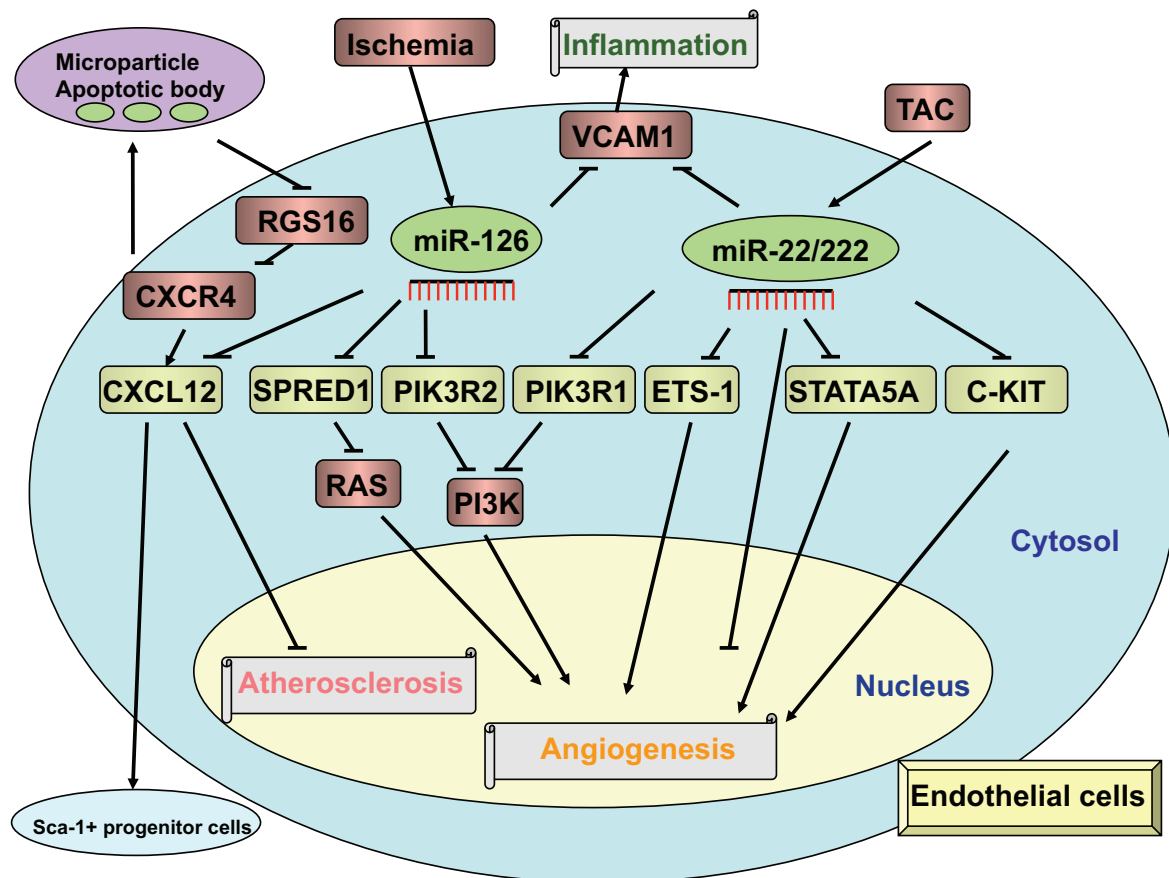 Ischemia
Inflammation
Microparticle
Apoptotic body
TAC
VCAM1
RGS16
miR-126
miR-22/222
CXCR4
CXCL12
SPRED1
PIK3R2
PIK3R1
ETS-1
STATA5A
C-KIT
RAS
PI3K
Cytosol
Atherosclerosis
Nucleus
Angiogenesis
Endothelial cells
Sca-1+ progenitor cells